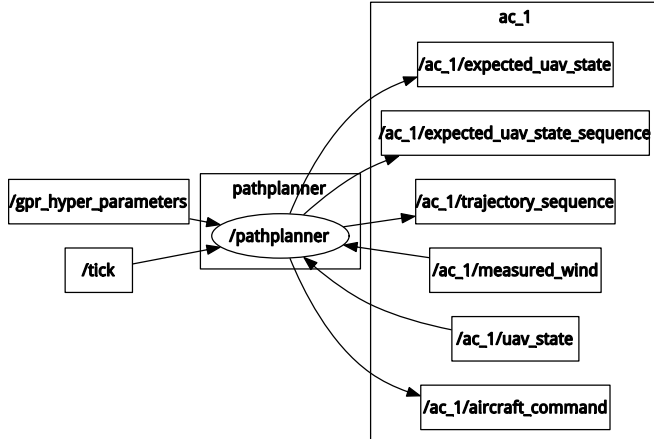 ac_1
/ac_1/expected_uav_state
/ac_1/expected_uav_state_sequence
pathplanner
/gpr_hyper_parameters
/ac_1/trajectory_sequence
/pathplanner
/tick
/ac_1/measured_wind
/ac_1/uav_state
/ac_1/aircraft_command